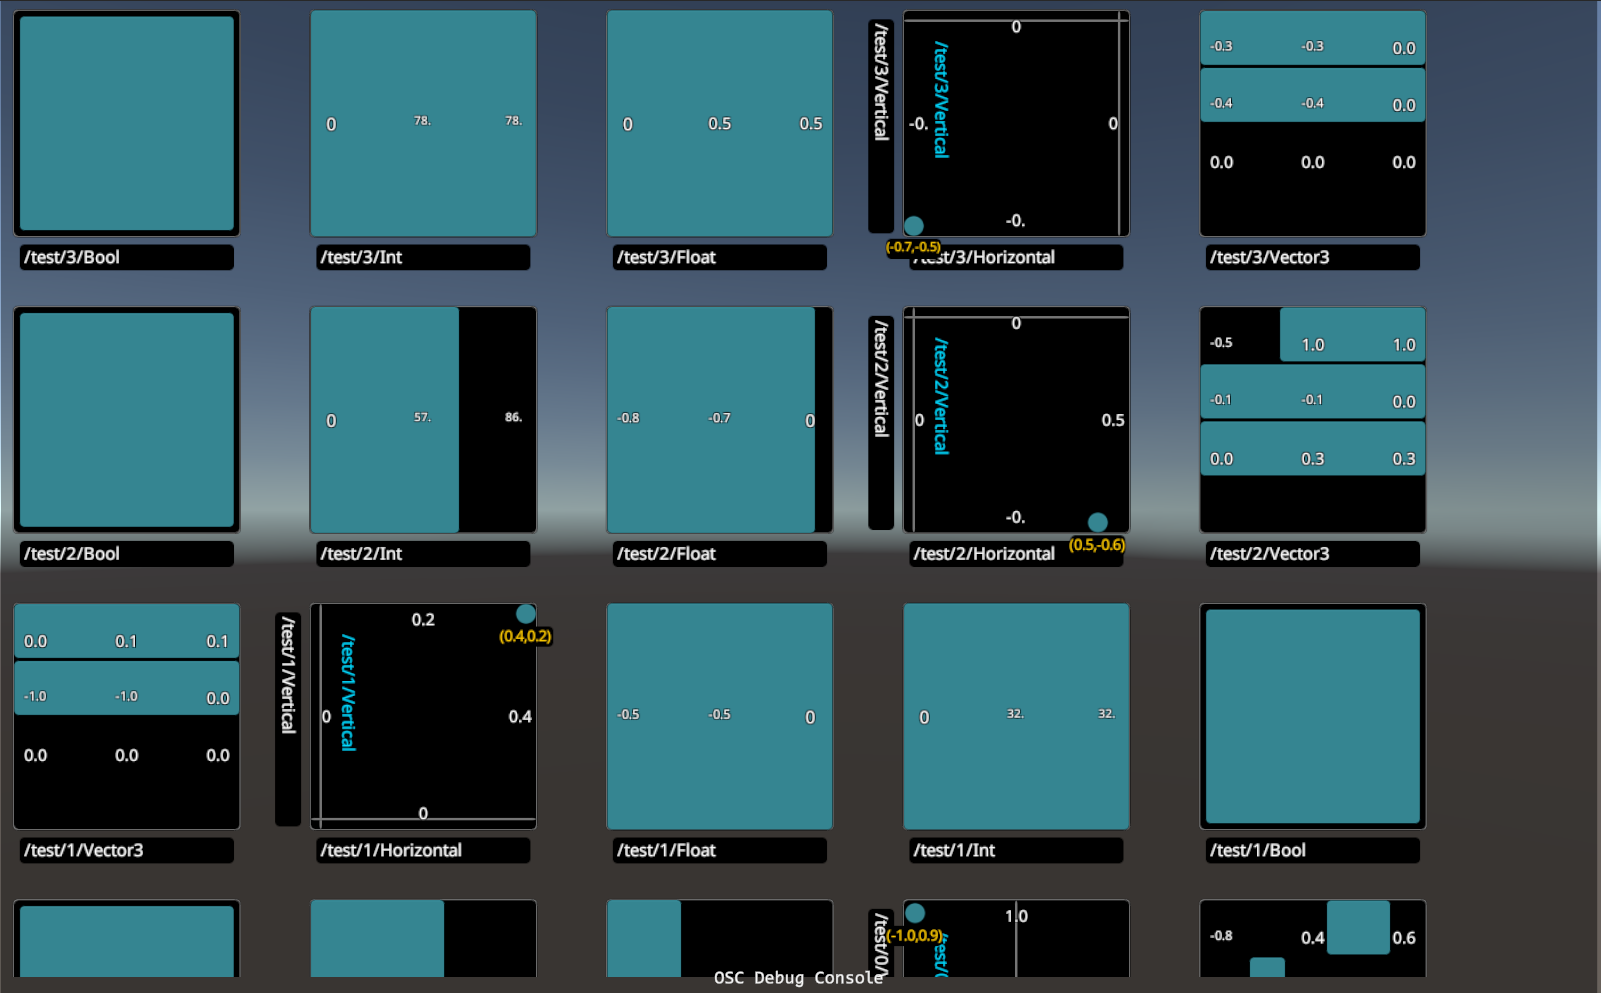 0 78. 78.
0 0.5 0.5
/test/3/Vertical
/test/3/Vertical
0
-0. 0
-0.
(-0.7,-0.5)
-0.3 -0.3 0.0
-0.4 -0.4 0.0
0.0 0.0 0.0
/test/3/Bool
/test/3/Int
/test/3/Float
/test/3/Horizontal
/test/3/Vector3
0 57. 86.
-0.8 -0.7 0
/test/2/Vertical
/test/2/Vertical
0
0 0.5
-0.
(0.5,-0.6)
-0.5 1.0 1.0
-0.1 -0.1 0.0
0.0 0.3 0.3
/test/2/Bool
/test/2/Int
/test/2/Float
/test/2/Horizontal
/test/2/Vector3
0.0 0.1 0.1
-1.0 -1.0 0.0
0.0 0.0 0.0
/test/1/Vertical
/test/1/Vertical
0.2
(0.4,0.2)
0 0.4
0
-0.5 -0.5 0
0 32. 32.
/test/1/Vector3
/test/1/Horizontal
/test/1/Float
/test/1/Int
/test/1/Bool
1.0
(-1.0,0.9)
-0.8 0.4 0.6
OSC Debug Console